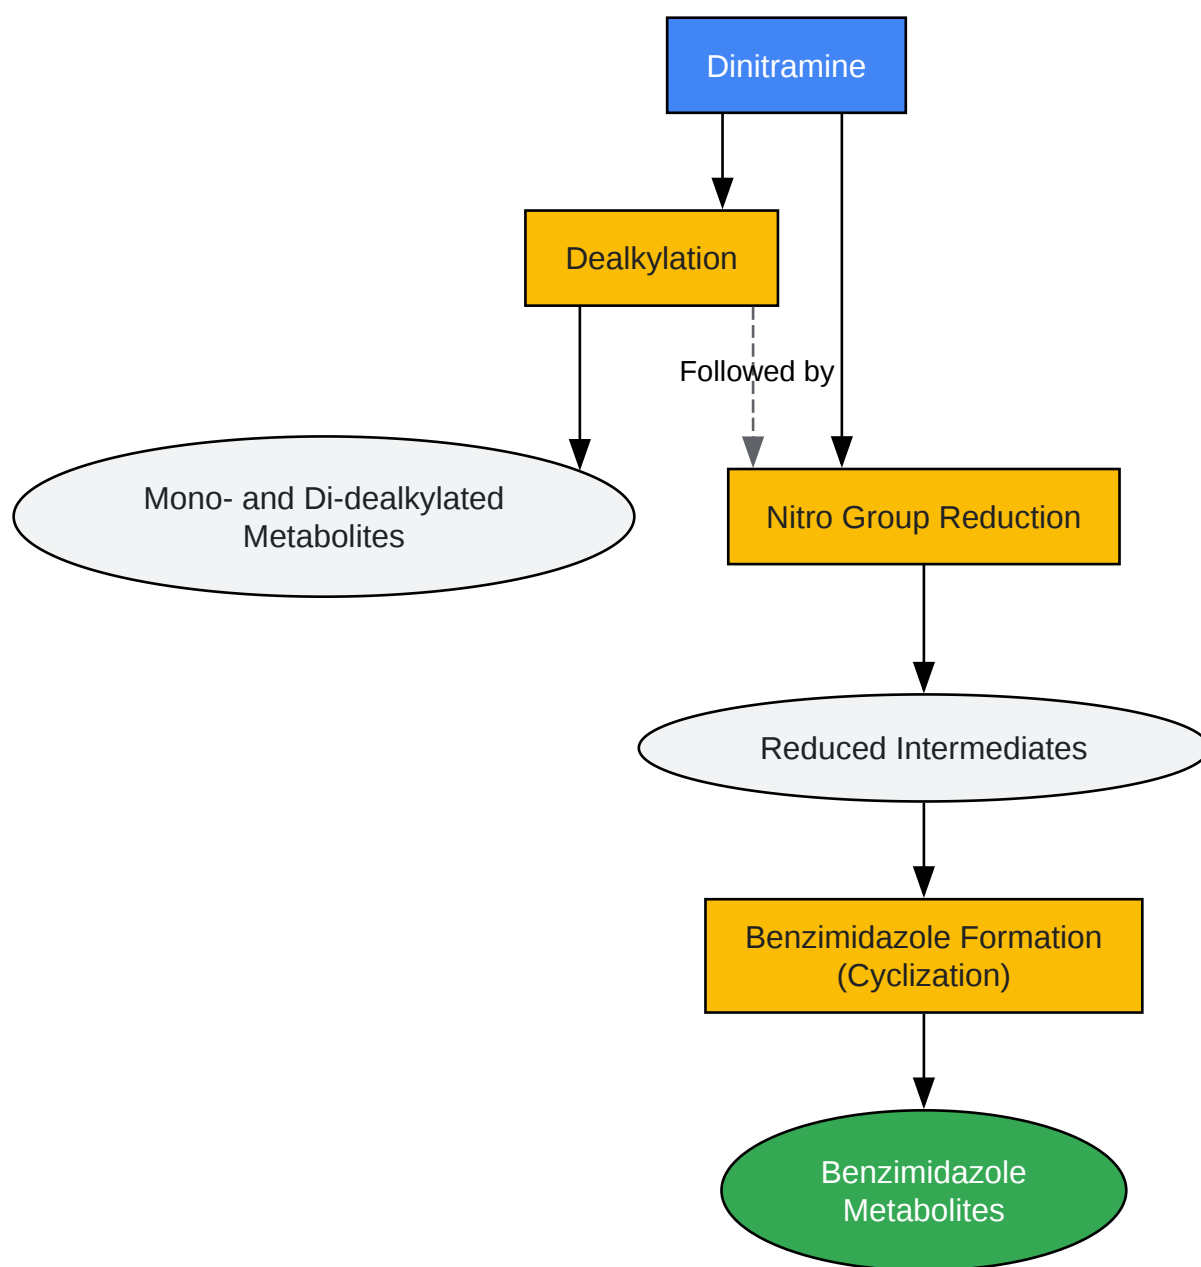 Dinitramine
Dealkylation
Followed by
Mono- and Di-dealkylated
Metabolites
Nitro Group Reduction
Reduced Intermediates
Benzimidazole Formation
(Cyclization)
Benzimidazole
Metabolites